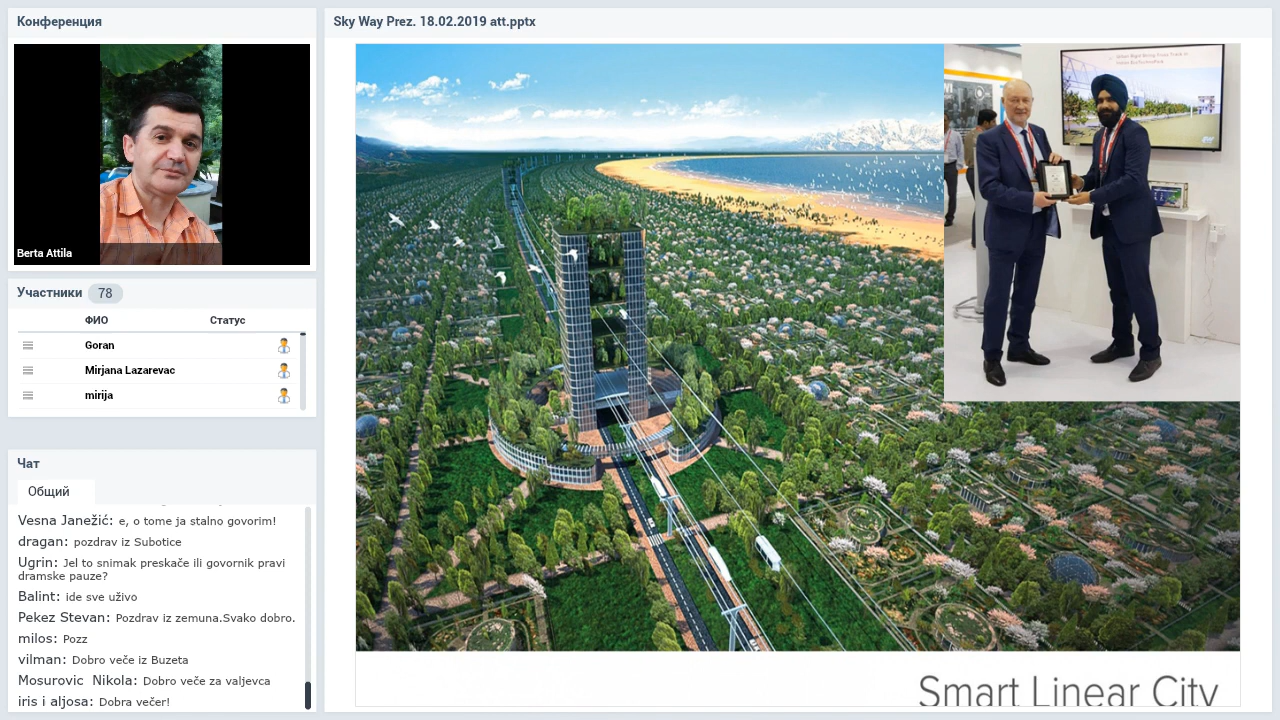 Конференция
Berta Attila
Участники 78
ФИО Статус
Goran
Mirjana Lazarevac
mirija
Чат
Общий
Vesna Janežić: e, o tome ja stalno govorim!
dragan: pozdrav iz Subotice
Ugrin: Jel to snimak preskače ili govornik pravi
dramske pauze?
Balint: ide sve uživo
Pekez Stevan: Pozdrav iz zemuna.Svako dobro.
milos: Pozz
vilman: Dobro veče iz Buzeta
Mosurovic Nikola: Dobro veče za valjevca
iris i aljosa: Dobra večer!
Sky Way Prez. 18.02.2019 att.pptx
Smart Linear City